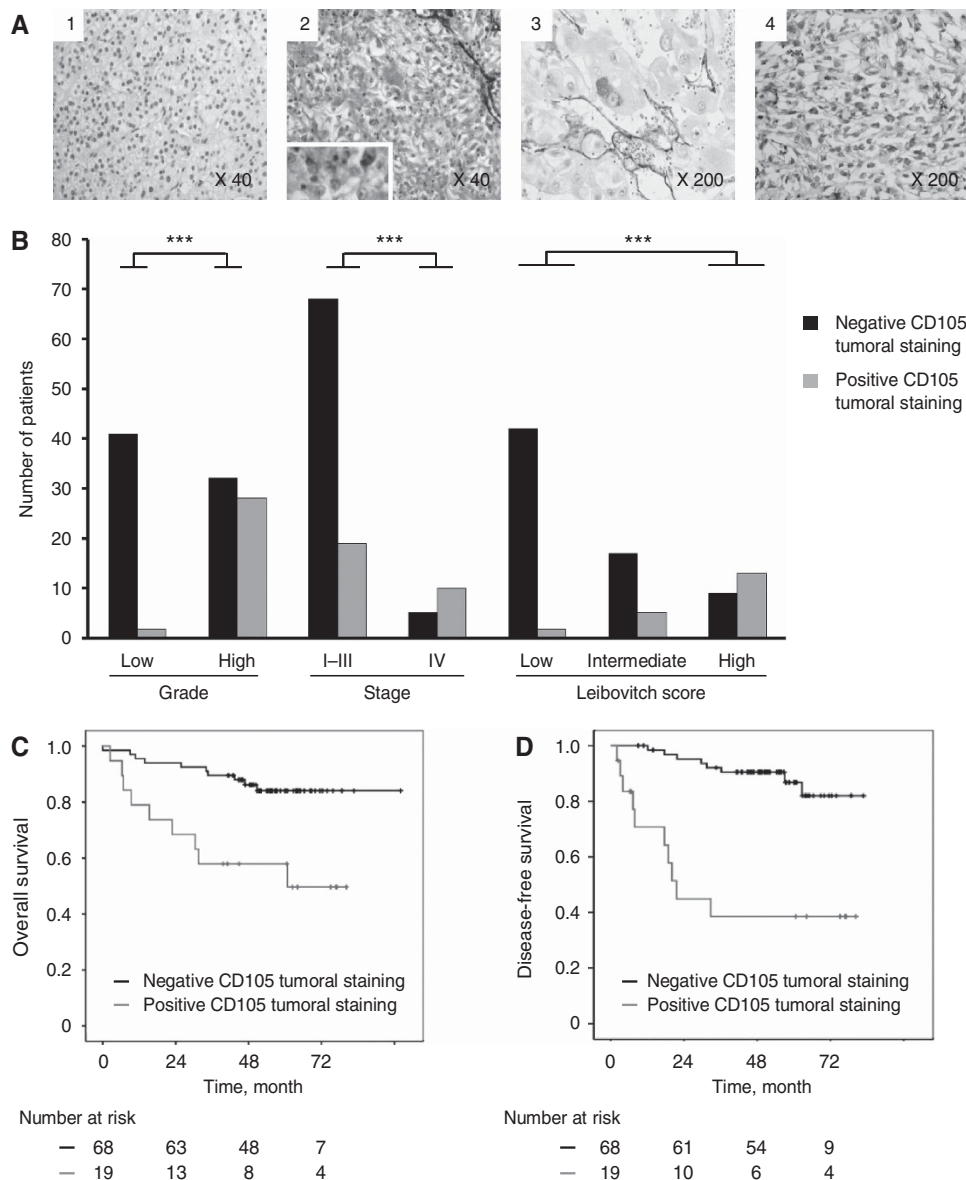 A
1
2
3
4
X 40
X 40
X 200
X 200
B
***
***
***
80
70
60
50
40
30
20
10
0
Number of patients
Negative CD105
tumoral staining
Positive CD105
tumoral staining
Low
High
I–III
IV
Low
Intermediate
High
Grade
Stage
Leibovitch score
C
1.0
0.8
0.6
0.4
0.2
0
Overall survival
Negative CD105 tumoral staining
Positive CD105 tumoral staining
0 24 48 72
Time, month
Number at risk
68 63 48 7
19 13 8 4
D
1.0
0.8
0.6
0.4
0.2
0
Disease-free survival
Negative CD105 tumoral staining
Positive CD105 tumoral staining
0 24 48 72
Time, month
Number at risk
68 61 54 9
19 10 6 4